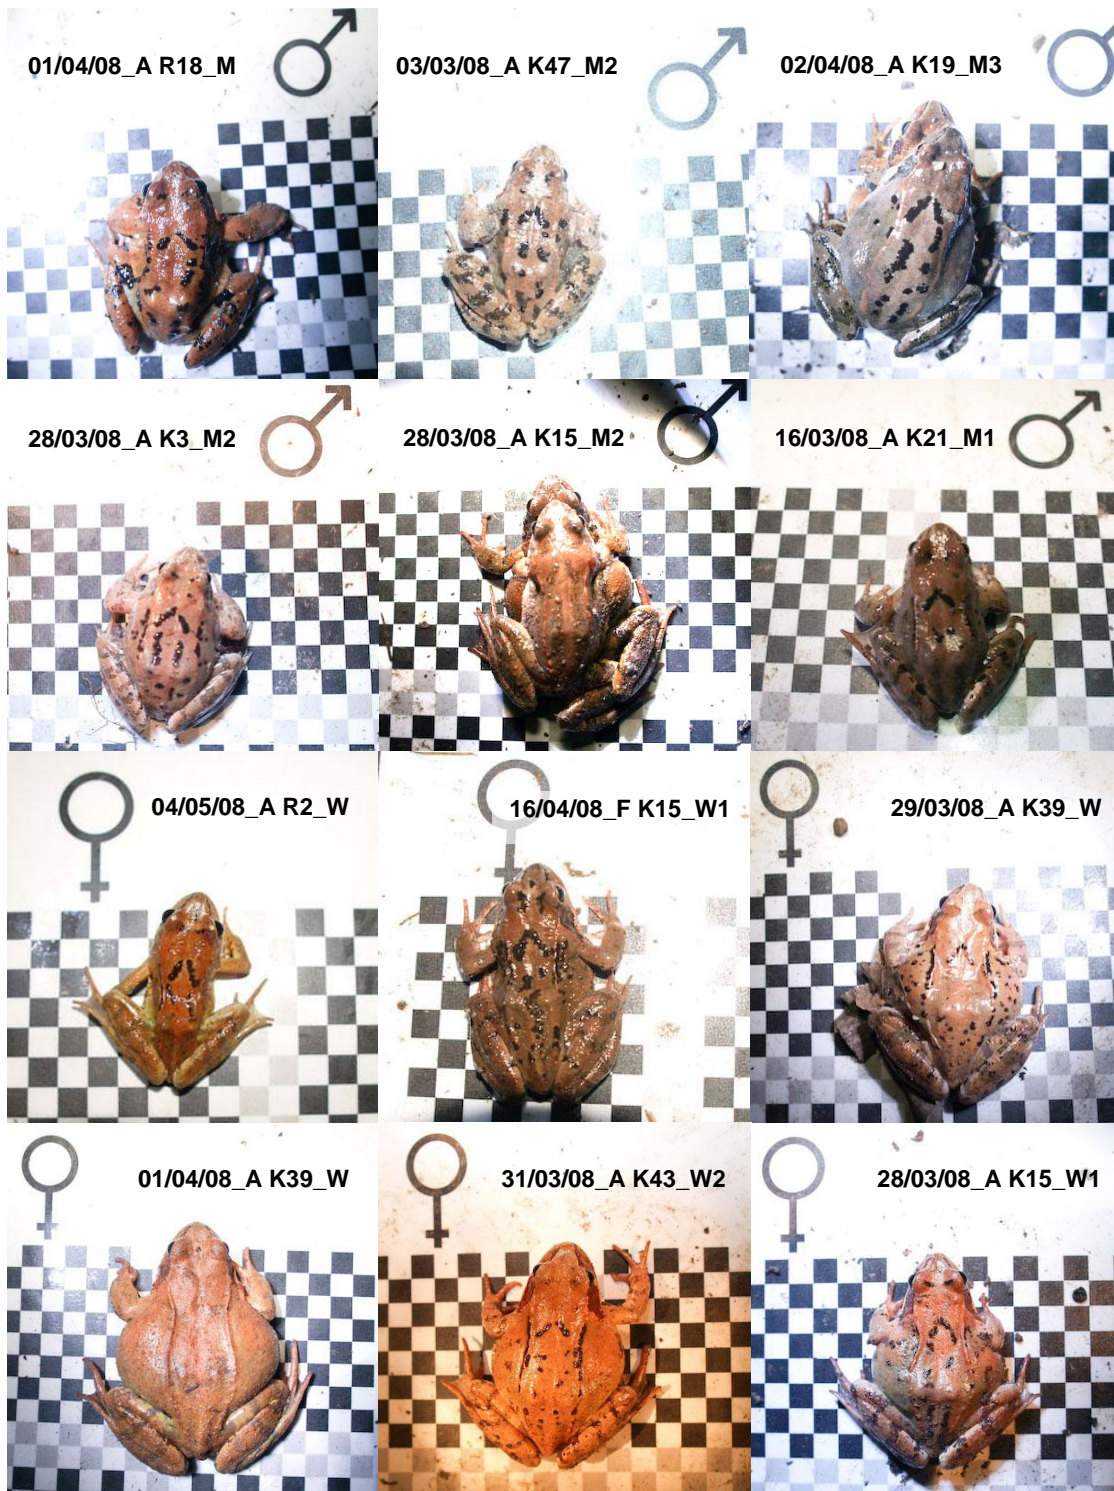 01/04/08_A R18_M
03/03/08_A K47_M2
02/04/08_A K19_M3
28/03/08_A K3_M2
28/03/08_A K15_M2
16/03/08_A K21_M1
04/05/08_A R2_W
16/04/08_F K15_W1
29/03/08_A K39_W
01/04/08_A K39_W
31/03/08_A K43_W2
28/03/08_A K15_W1